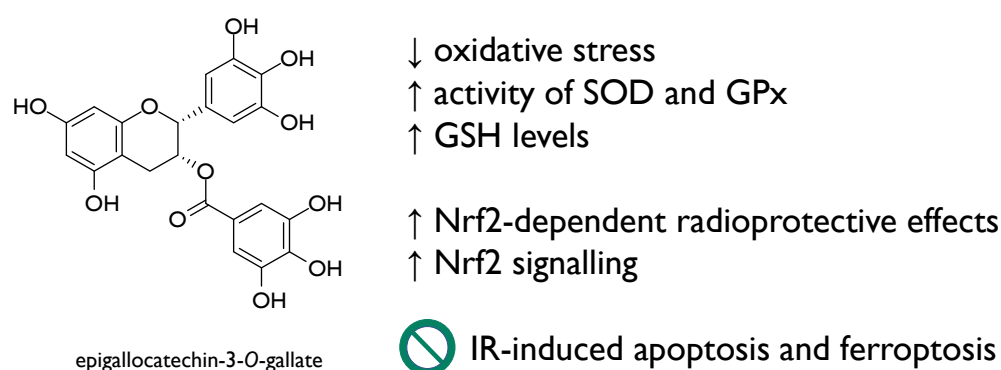 OH
OH
HO
O
OH
O
OH
O
OH
OH
OH
epigallocatechin-3-O-gallate
↓ oxidative stress
↑ activity of SOD and GPx
↑ GSH levels
↑ Nrf2-dependent radioprotective effects
↑ Nrf2 signalling
IR-induced apoptosis and ferroptosis